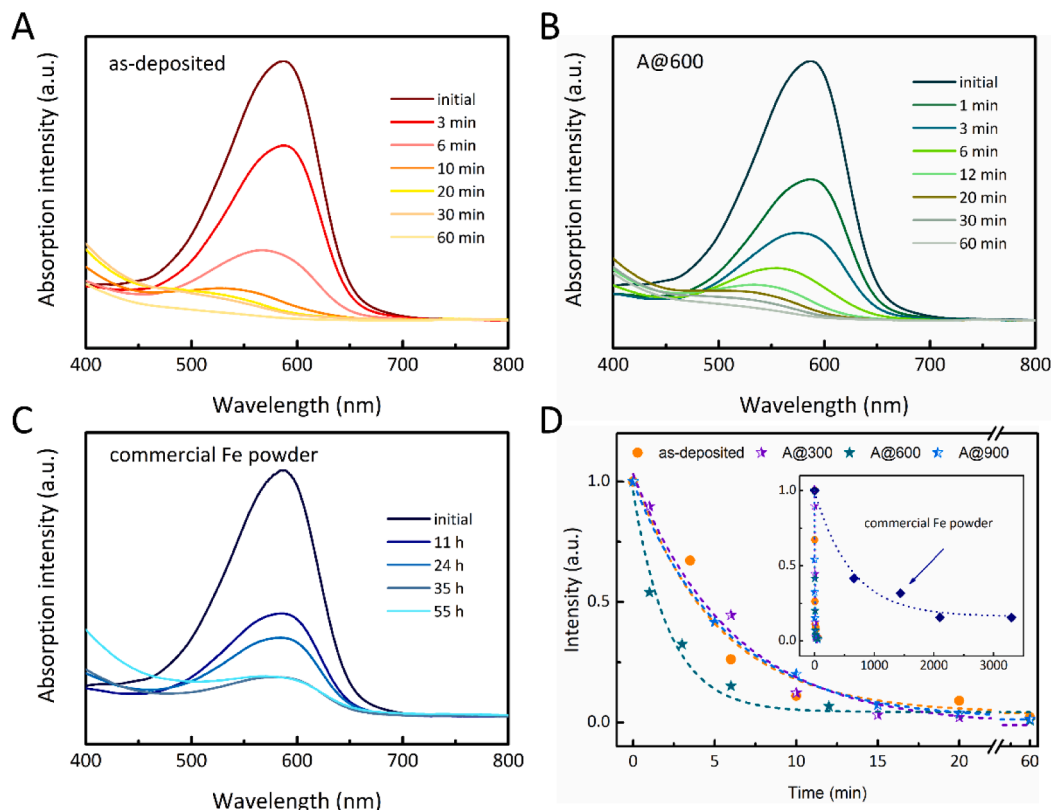 A
as-deposited
Absorption intensity (a.u.)
initial
3 min
6 min
10 min
20 min
30 min
60 min
400 500 600 700 800
Wavelength (nm)
B
A@600
Absorption intensity (a.u.)
initial
1 min
3 min
6 min
12 min
20 min
30 min
60 min
400 500 600 700 800
Wavelength (nm)
C
commercial Fe powder
Absorption intensity (a.u.)
initial
11 h
24 h
35 h
55 h
400 500 600 700 800
Wavelength (nm)
D
as-deposited A@300 A@600 A@900
Intensity (a.u.)
1.0
0.5
0.0
1.0
0.5
0.0
commercial Fe powder
0 1000 2000 3000
0 5 10 15 20 60
Time (min)